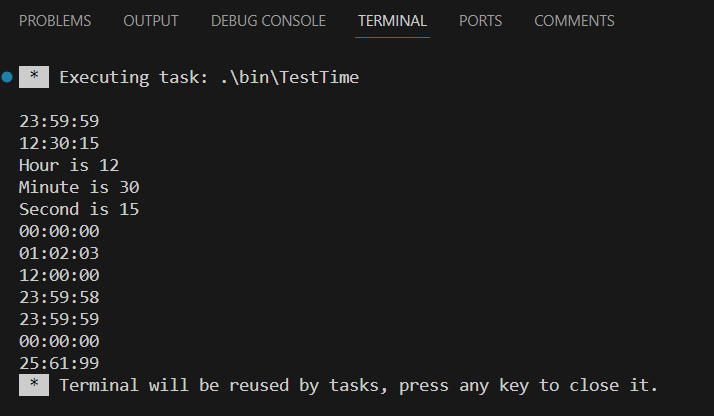 PROBLEMS OUTPUT DEBUG CONSOLE TERMINAL PORTS COMMENTS
* Executing task: .\bin\TestTime
23:59:59
12:30:15
Hour is 12
Minute is 30
Second is 15
00:00:00
01:02:03
12:00:00
23:59:58
23:59:59
00:00:00
25:61:99
* Terminal will be reused by tasks, press any key to close it.